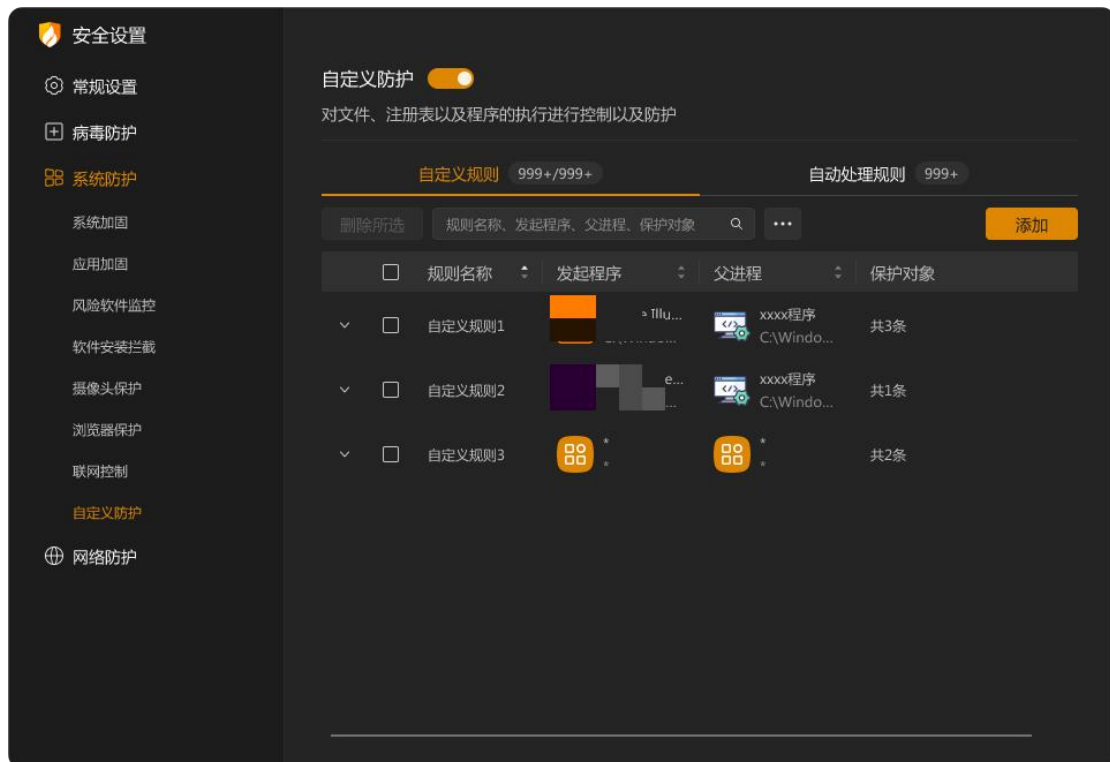 安全设置
常规设置
病毒防护
系统防护
系统加固
应用加固
风险软件监控
软件安装拦截
摄像头保护
浏览器保护
联网控制
自定义防护
网络防护
自定义防护
对文件、注册表以及程序的执行进行控制以及防护
自定义规则 999+/999+ 自动处理规则 999+
删除所选 规则名称、发起程序、父进程、保护对象 ••• 添加
规则名称 发起程序 父进程 保护对象
自定义规则1 Illu... xxxx程序 共3条
C:\Windo...
自定义规则2 e... xxxx程序 共1条
... C:\Windo...
自定义规则3 * * 共2条
* *